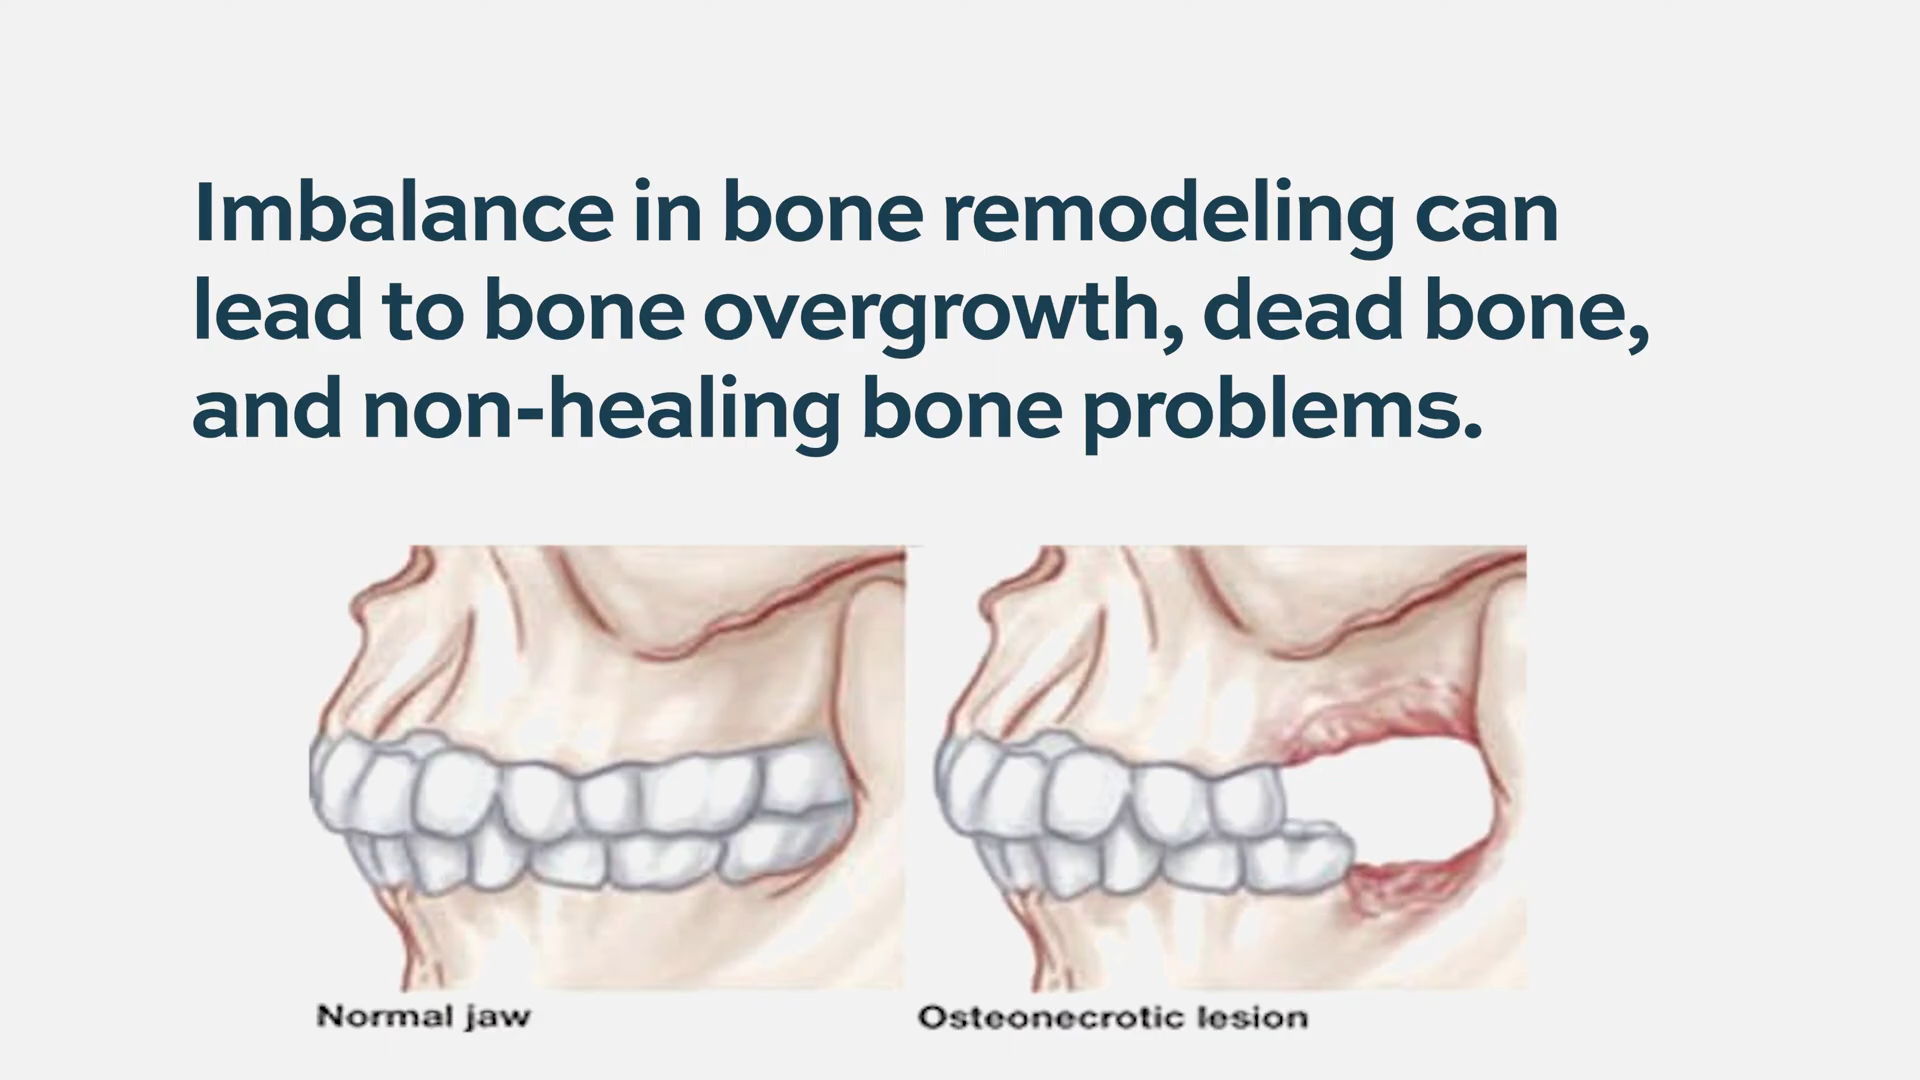 Imbalance in bone remodeling can
lead to bone overgrowth, dead bone,
and non-healing bone problems.
Normal jaw
Osteonecrotic lesion